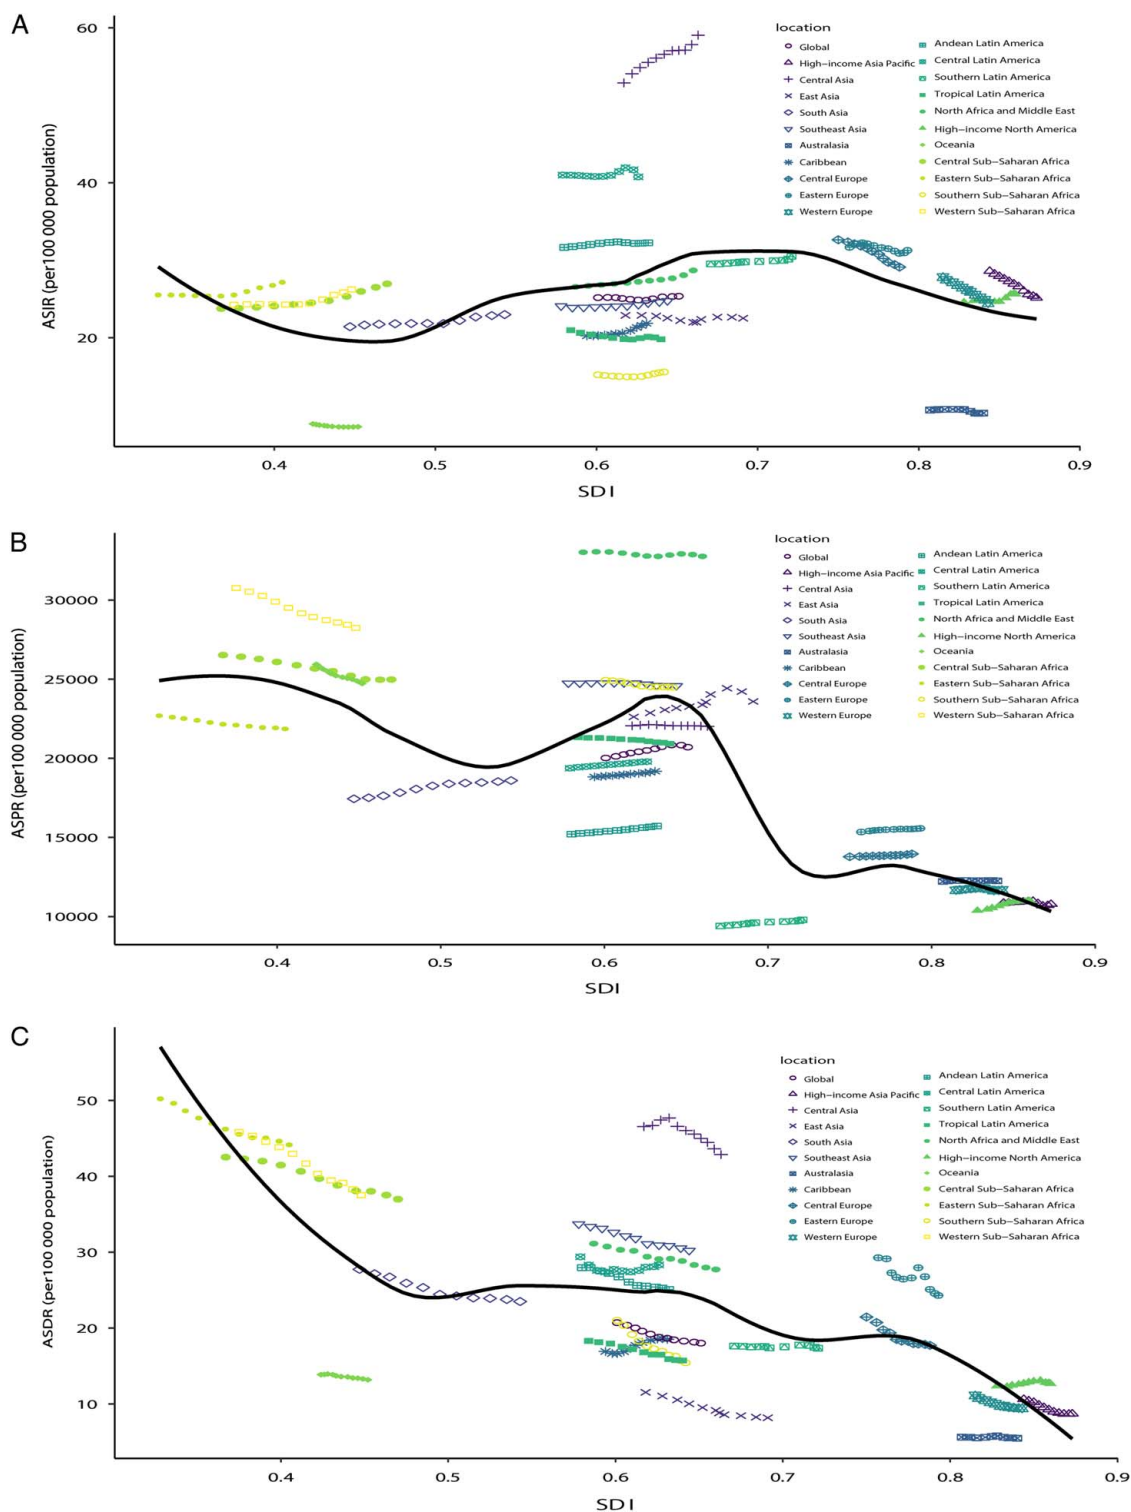 A
ASIR (per100 000 population)
60
40
20
0.4 0.5 0.6 0.7 0.8 0.9
SDI
location
Global
High-income Asia Pacific
Central Asia
East Asia
South Asia
Southeast Asia
Australasia
Caribbean
Central Europe
Eastern Europe
Western Europe
Andean Latin America
Central Latin America
Southern Latin America
Tropical Latin America
North Africa and Middle East
High-income North America
Oceania
Central Sub-Saharan Africa
Eastern Sub-Saharan Africa
Southern Sub-Saharan Africa
Western Sub-Saharan Africa
B
ASPR (per100 000 population)
30000
25000
20000
15000
10000
0.4 0.5 0.6 0.7 0.8 0.9
SDI
location
Global
High-income Asia Pacific
Central Asia
East Asia
South Asia
Southeast Asia
Australasia
Caribbean
Central Europe
Eastern Europe
Western Europe
Andean Latin America
Central Latin America
Southern Latin America
Tropical Latin America
North Africa and Middle East
High-income North America
Oceania
Central Sub-Saharan Africa
Eastern Sub-Saharan Africa
Southern Sub-Saharan Africa
Western Sub-Saharan Africa
C
ASDR (per100 000 population)
50
40
30
20
10
0.4 0.5 0.6 0.7 0.8 0.9
SDI
location
Global
High-income Asia Pacific
Central Asia
East Asia
South Asia
Southeast Asia
Australasia
Caribbean
Central Europe
Eastern Europe
Western Europe
Andean Latin America
Central Latin America
Southern Latin America
Tropical Latin America
North Africa and Middle East
High-income North America
Oceania
Central Sub-Saharan Africa
Eastern Sub-Saharan Africa
Southern Sub-Saharan Africa
Western Sub-Saharan Africa